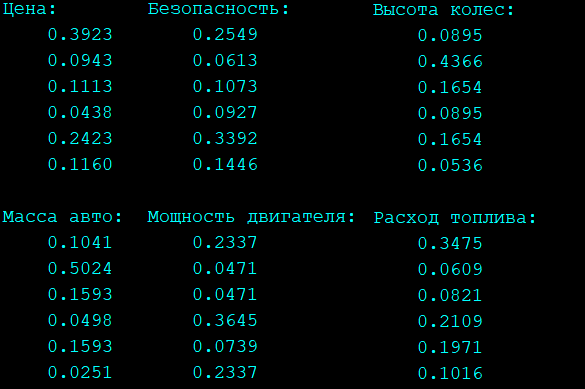 Цена: Безопасность: Высота колес:
0.3923 0.2549 0.0895
0.0943 0.0613 0.4366
0.1113 0.1073 0.1654
0.0438 0.0927 0.0895
0.2423 0.3392 0.1654
0.1160 0.1446 0.0536
Масса авто: Мощность двигателя: Расход топлива:
0.1041 0.2337 0.3475
0.5024 0.0471 0.0609
0.1593 0.0471 0.0821
0.0498 0.3645 0.2109
0.1593 0.0739 0.1971
0.0251 0.2337 0.1016